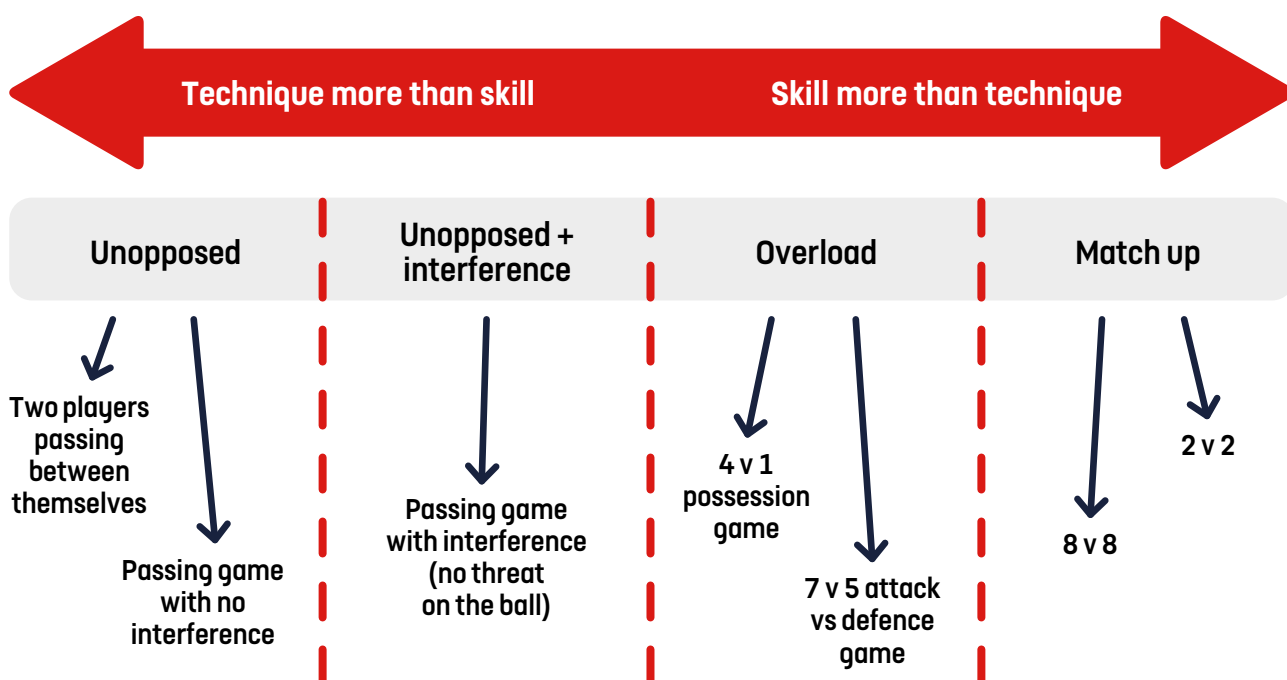 Technique more than skill
Skill more than technique
Unopposed
Unopposed +
interference
Overload
Match up
Two players
passing
between
themselves
Passing game
with no
interference
Passing game
with interference
(no threat
on the ball)
4 v 1
possession
game
7 v 5 attack
vs defence
game
8 v 8
2 v 2